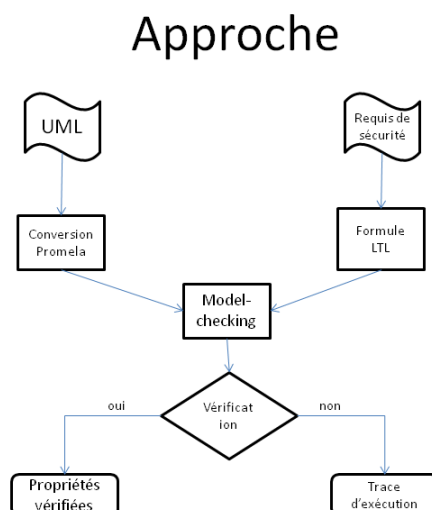 Approche
UML
Requis de
sécurité
Conversion
Promela
Formule
LTL
Model-
checking
oui
Vérificat
ion
non
Propriétés
vérifiées
Trace
d'exécution